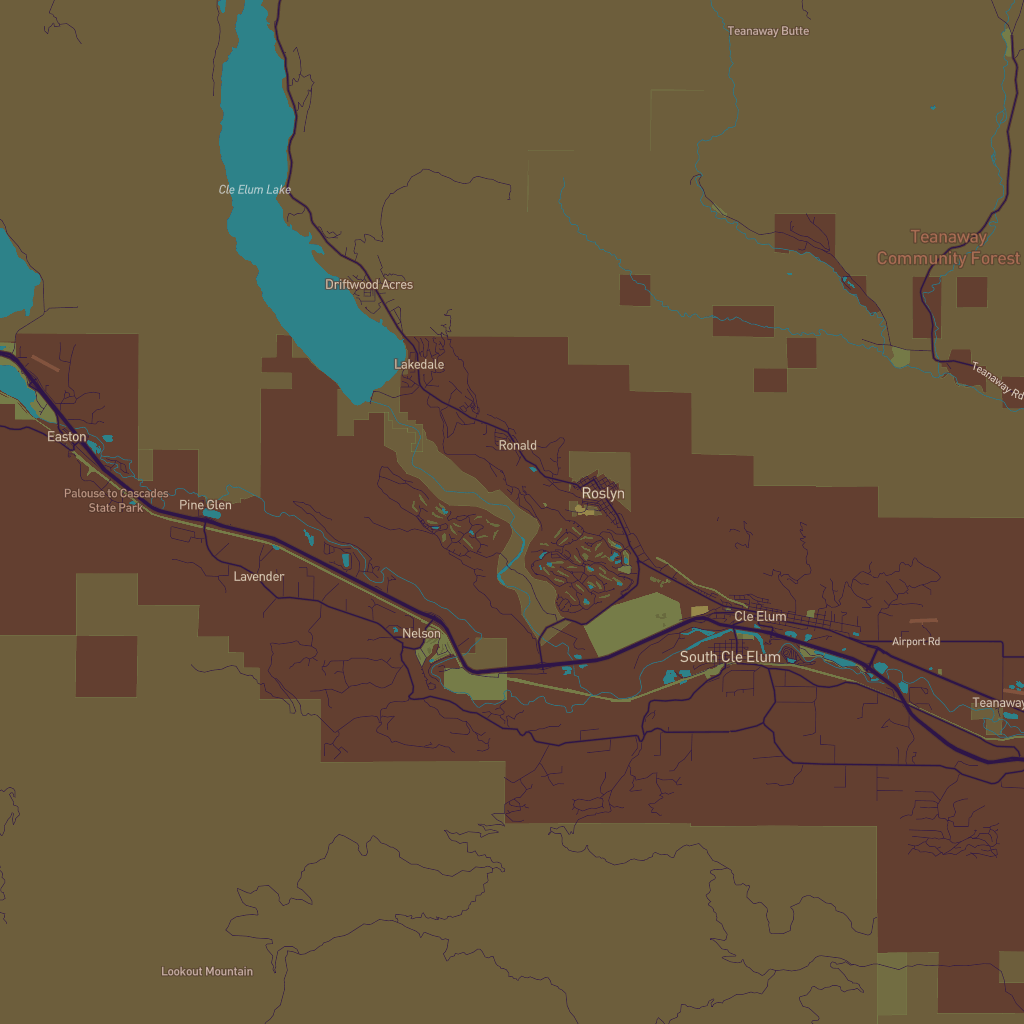 Teanaway Butte
Cle Elum Lake
Teanaway
Community Forest
Driftwood Acres
Lakedale
Teanaway Rd
Easton
Ronald
Palouse to Cascades
State Park
Roslyn
Pine Glen
Lavender
Cle Elum
Nelson
Airport Rd
South Cle Elum
Teanaway
Lookout Mountain